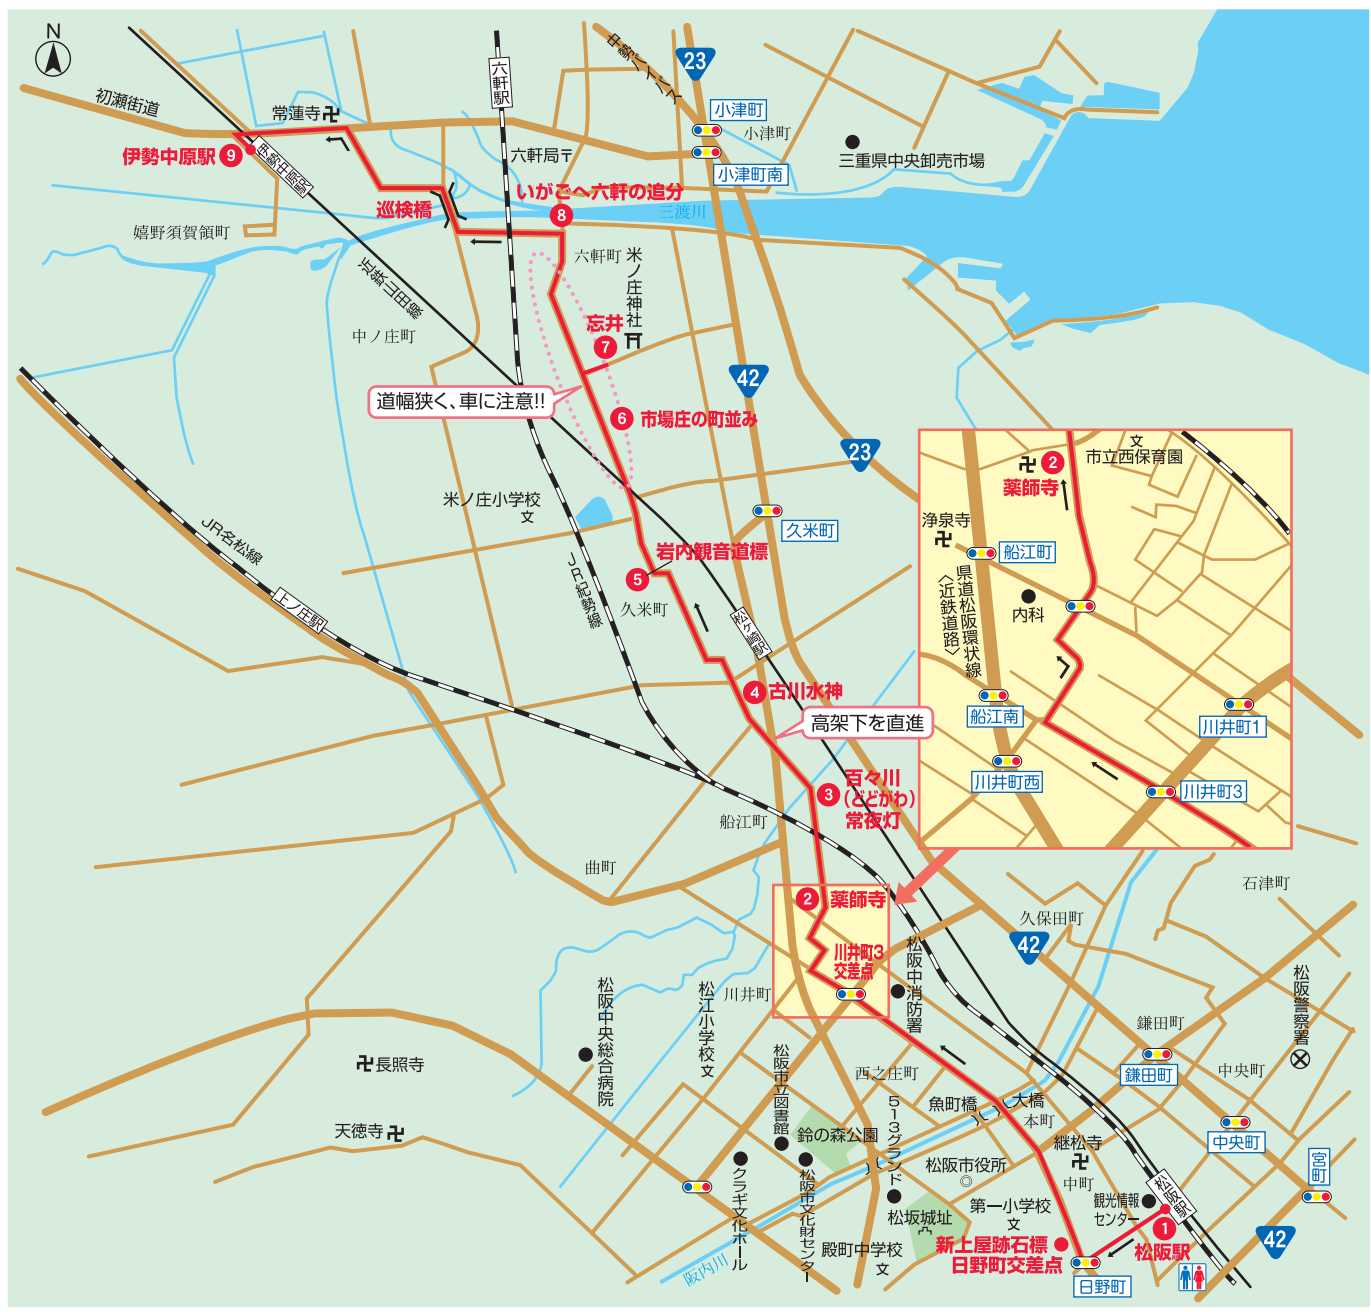 N
初瀬街道
常蓮寺
六軒駅
中勢バイパス
23
小津町
小津町
三重県中央卸売市場
伊勢中原駅
9
伊勢中原駅
六軒局
小津町南
いがごへ六軒の追分
8
巡検橋
三渡川
嬉野須賀領町
六軒町
米ノ庄神社
近鉄山田線
中ノ庄町
忘井
7
42
道幅狭く、車に注意!!
6
市場庄の町並み
23
米ノ庄小学校
文
久米町
JR名松線
上ノ庄駅
JR紀勢線
岩内観音道標
5
久米町
松ヶ崎駅
4
古川水神
高架下を直進
3
百々川
(どどがわ)
常夜灯
船江町
曲町
文
市立西保育園
2
薬師寺
浄泉寺
船江町
県道松阪環状線
〈近鉄道路〉
内科
船江南
川井町1
川井町西
川井町3
2
薬師寺
川井町3
交差点
石津町
久保田町
42
松阪中消防署
松阪中央総合病院
松江小学校
文
川井町
松阪警察署
鎌田町
長照寺
松阪市立図書館
西之庄町
鎌田町
中央町
天徳寺
鈴の森公園
513グランド
魚町橋
大橋
本町
中央町
継松寺
宮町
クラギ文化ホール
松阪市文化財センター
松阪市役所
中町
観光情報
センター
松阪駅
松坂城址
第一小学校
文
1
松阪駅
殿町中学校
文
新上屋跡石標
日野町交差点
42
阪内川
日野町